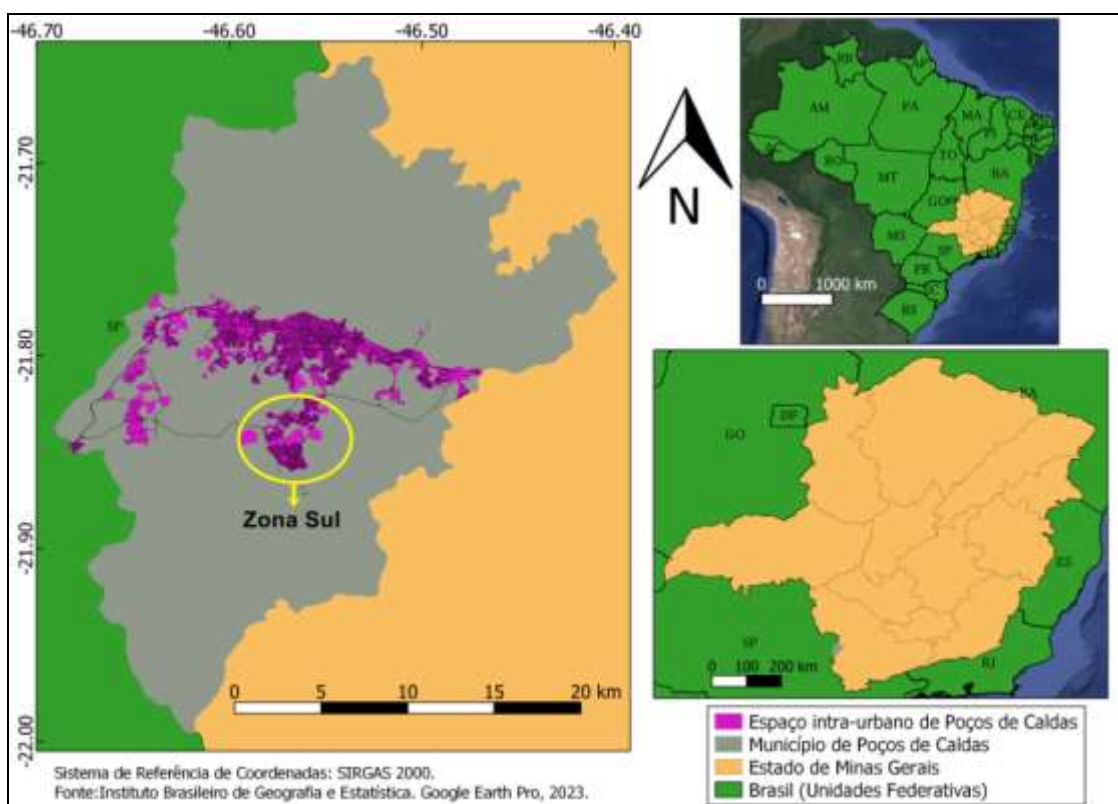 -46.70 -46.60 -46.50 -46.40
-21.70
-21.80
-21.90
-22.00
SP
Zona Sul
0 5 10 15 20 km
Sistema de Referência de Coordenadas: SIRGAS 2000.
Fonte:Instituto Brasileiro de Geografia e Estatística. Google Earth Pro, 2023.
N
RR AP
AM PA MA CE
PI
TO
RO
MT BA
GO
MS
SP
PR
SC
RS
0 1000 km
BA
DF
GO
ES
SP
RJ
0 100 200 km
Espaço intra-urbano de Poços de Caldas
Município de Poços de Caldas
Estado de Minas Gerais
Brasil (Unidades Federativas)